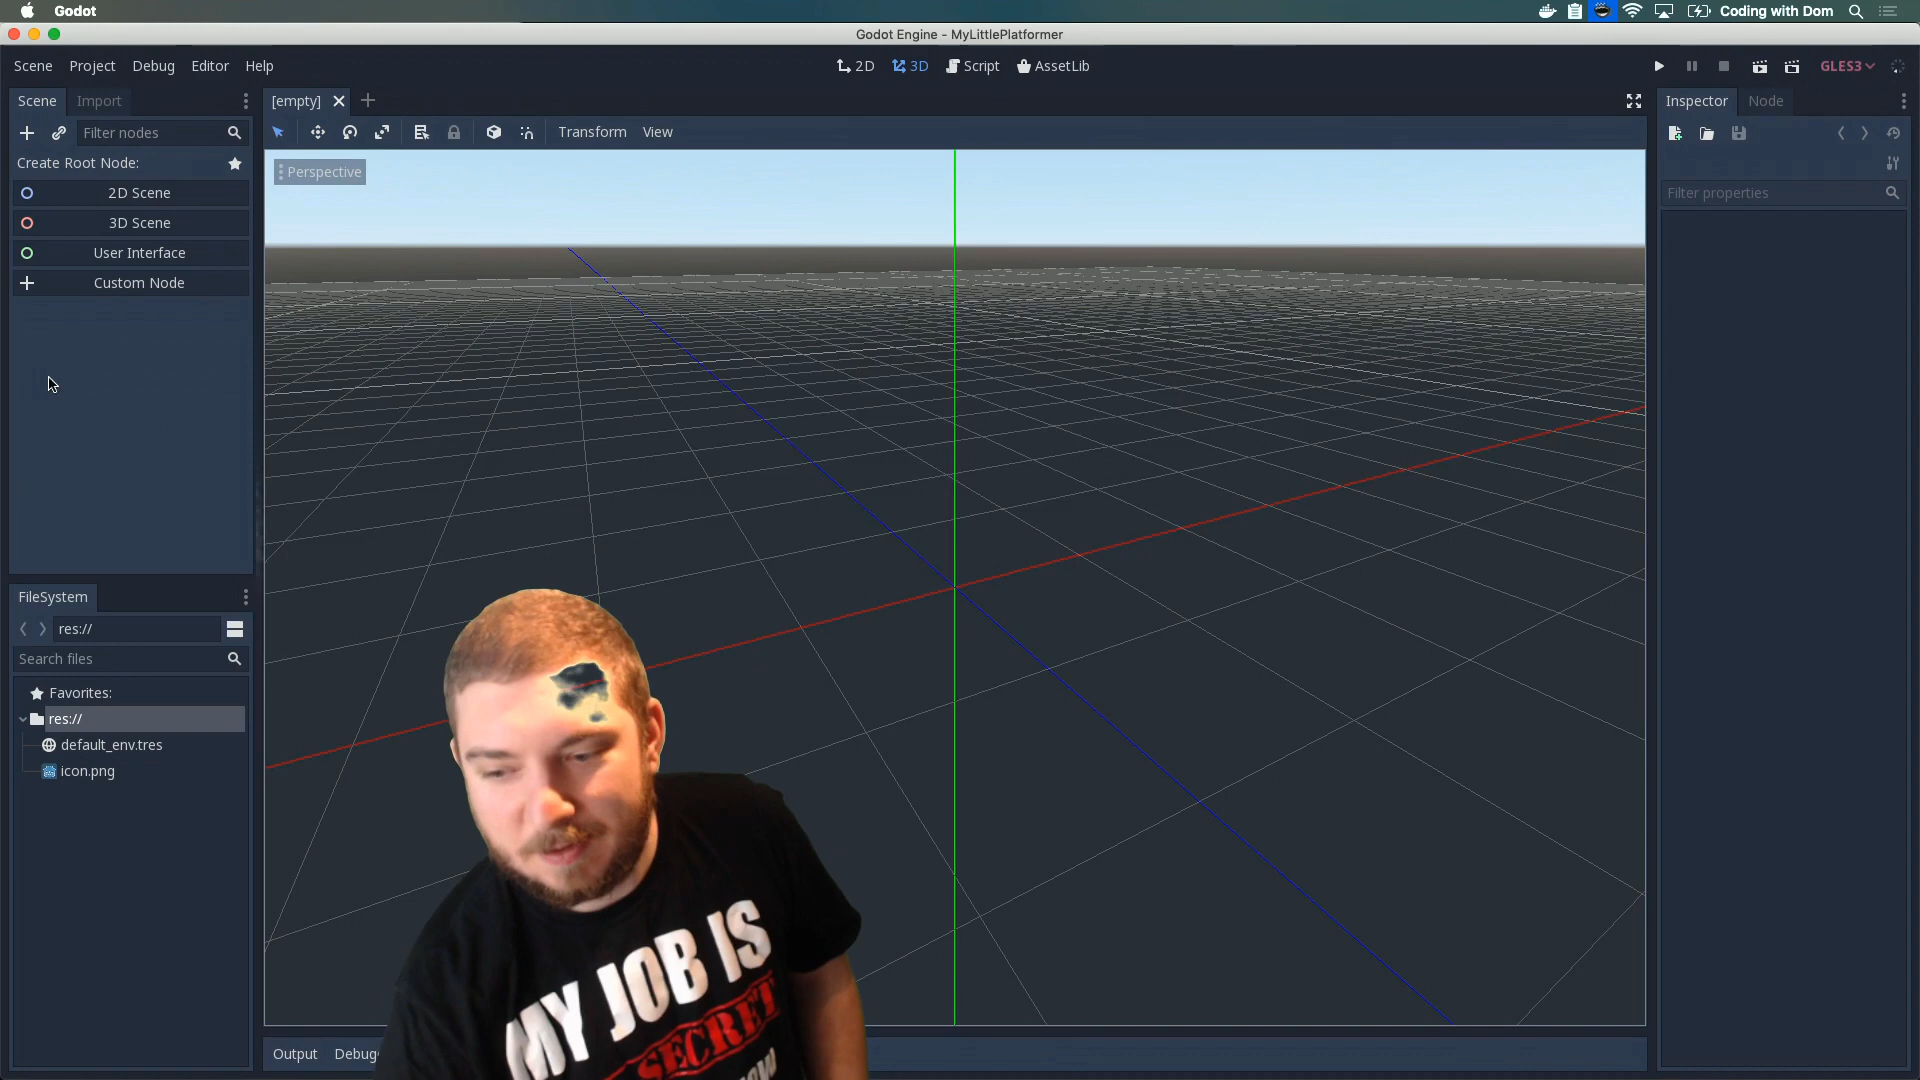 Godot
Coding with Dom
Godot Engine - MyLittlePlatformer
Scene Project Debug Editor Help
2D 3D Script AssetLib
GLES3
Scene Import
[empty]
Inspector Node
Filter nodes
Transform View
Create Root Node:
Perspective
2D Scene
Filter properties
3D Scene
User Interface
Custom Node
FileSystem
res://
Search files
Favorites:
res://
default_env.tres
icon.png
MY JOB IS
SECRET
Output